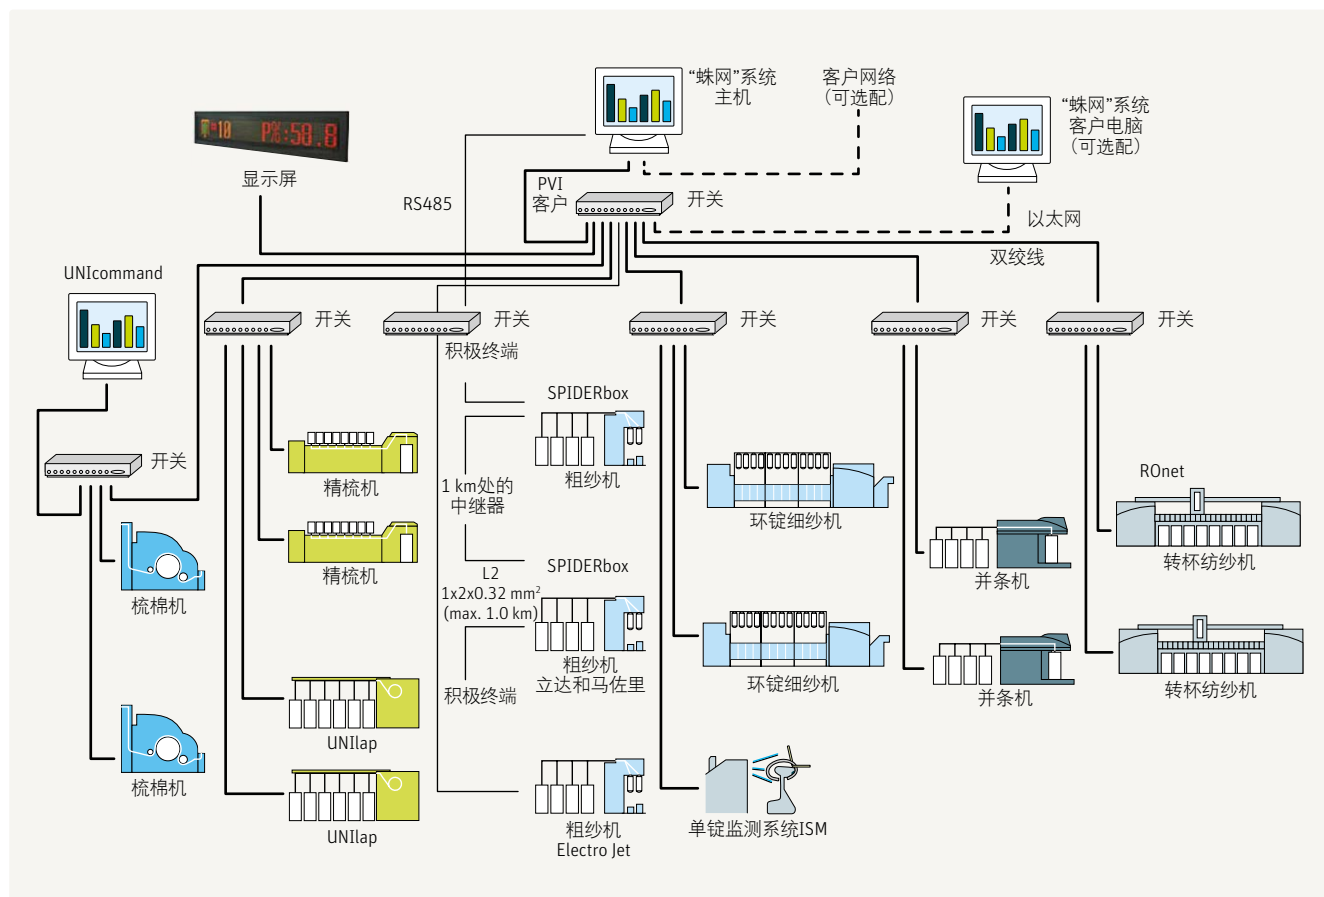 “蛛网”系统
主机
客户网络
(可选配)
“蛛网”系统
客户电脑
(可选配)
10 P%:58.8
显示屏
PVI
客户
开关
RS485
以太网
双绞线
UNIcommand
开关
开关
开关
开关
开关
积极终端
SPIDERbox
粗纱机
精梳机
开关
1 km处的
中继器
环锭细纱机
ROnet
转杯纺纱机
精梳机
L2
1x2x0.32 mm²
(max. 1.0 km)
SPIDERbox
并条机
梳棉机
粗纱机
立达和马佐里
积极终端
环锭细纱机
并条机
转杯纺纱机
UNIlap
梳棉机
UNIlap
粗纱机
Electro Jet
单锭监测系统ISM